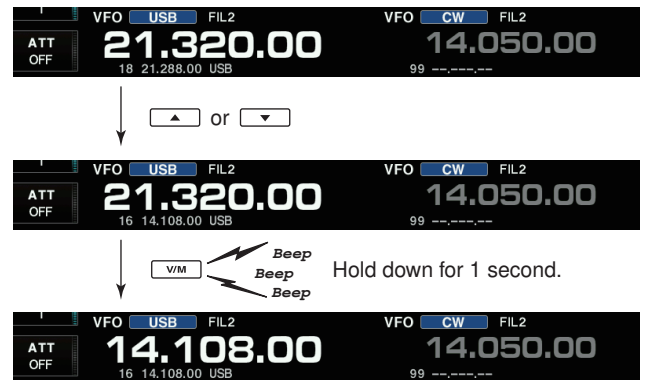 VFO USB FIL2 VFO CW FIL2
ATT 21.320.00 14.050.00
OFF
18 21.288.00 USB 99 --.---.--
or
VFO USB FIL2 VFO CW FIL2
ATT 21.320.00 14.050.00
OFF
16 14.108.00 USB 99 --.---.--
V/M Beep
Beep Hold down for 1 second.
Beep
VFO USB FIL2 VFO CW FIL2
ATT 14.108.00 14.050.00
OFF
16 14.108.00 USB 99 --.---.--